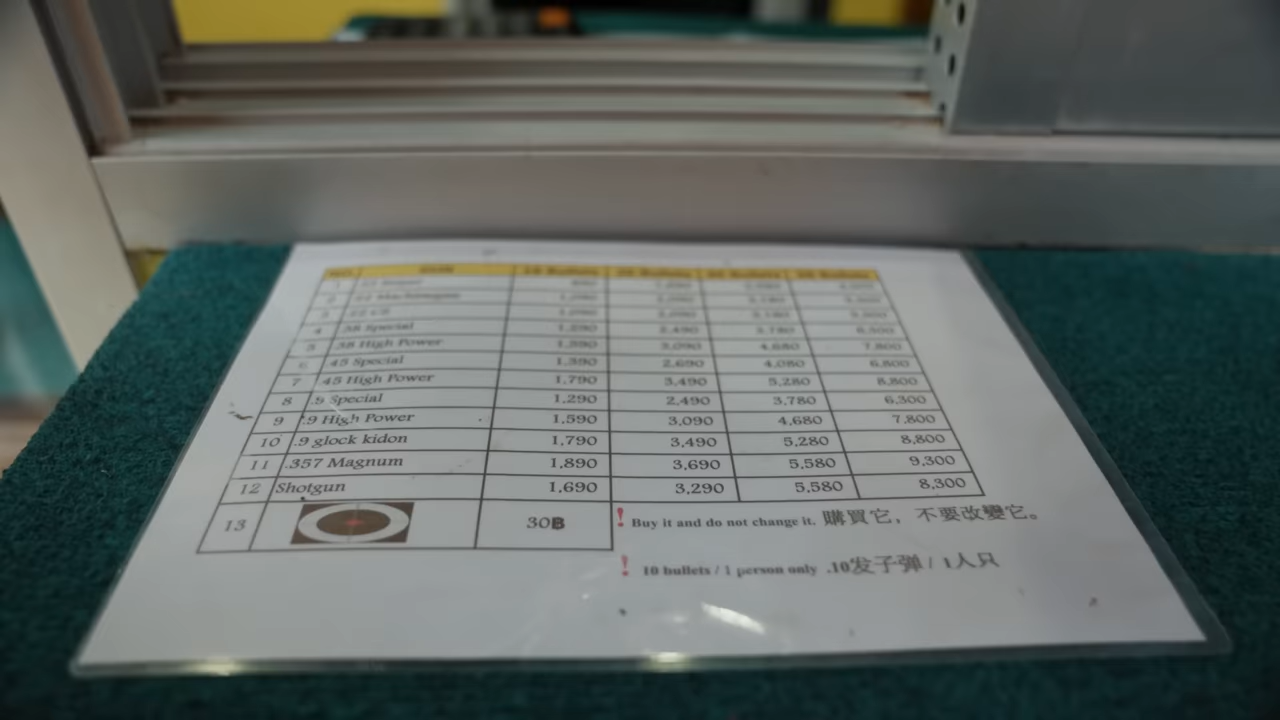 10 Bullets
4 .38 Special 1,290 2,490 3,780 6,300
5 .38 High Power 1,590 3,090 4,680 7,800
6 .45 Special 1,390 2,690 4,080 6,800
7 .45 High Power 1,790 3,490 5,280 8,800
8 .9 Special 1,290 2,490 3,780 6,300
9 .9 High Power 1,590 3,090 4,680 7,800
10 .9 glock kidon 1,790 3,490 5,280 8,800
11 .357 Magnum 1,890 3,690 5,580 9,300
12 Shotgun 1,690 3,290 5,580 8,300
13 30B ! Buy it and do not change it. 購買它，不要改變它。
! 10 bullets / 1 person only .10发子弹 / 1人只